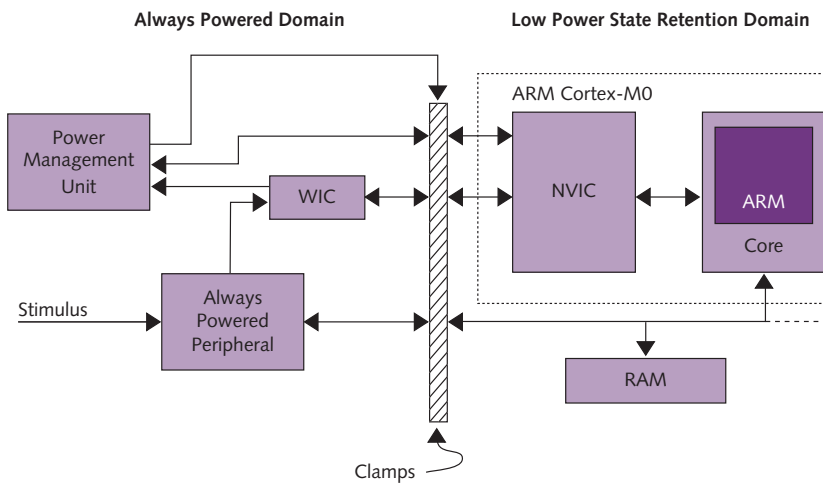 Always Powered Domain
Low Power State Retention Domain
ARM Cortex-M0
Power
Management
Unit
WIC
NVIC
ARM
Core
Stimulus
Always
Powered
Peripheral
RAM
Clamps